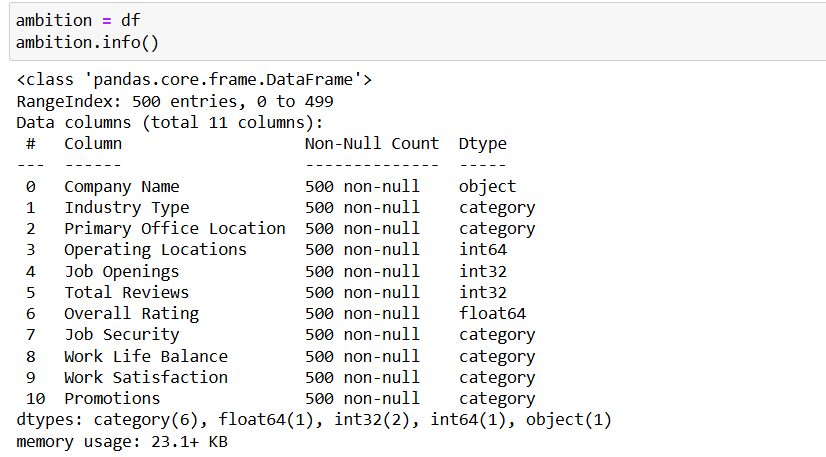 ambition = df
ambition.info()
<class 'pandas.core.frame.DataFrame'>
RangeIndex: 500 entries, 0 to 499
Data columns (total 11 columns):
 #   Column                   Non-Null Count  Dtype
---  ------                   --------------  -----
 0   Company Name             500 non-null    object
 1   Industry Type            500 non-null    category
 2   Primary Office Location  500 non-null    category
 3   Operating Locations      500 non-null    int64
 4   Job Openings             500 non-null    int32
 5   Total Reviews            500 non-null    int32
 6   Overall Rating           500 non-null    float64
 7   Job Security             500 non-null    category
 8   Work Life Balance        500 non-null    category
 9   Work Satisfaction        500 non-null    category
 10  Promotions               500 non-null    category
dtypes: category(6), float64(1), int32(2), int64(1), object(1)
memory usage: 23.1+ KB